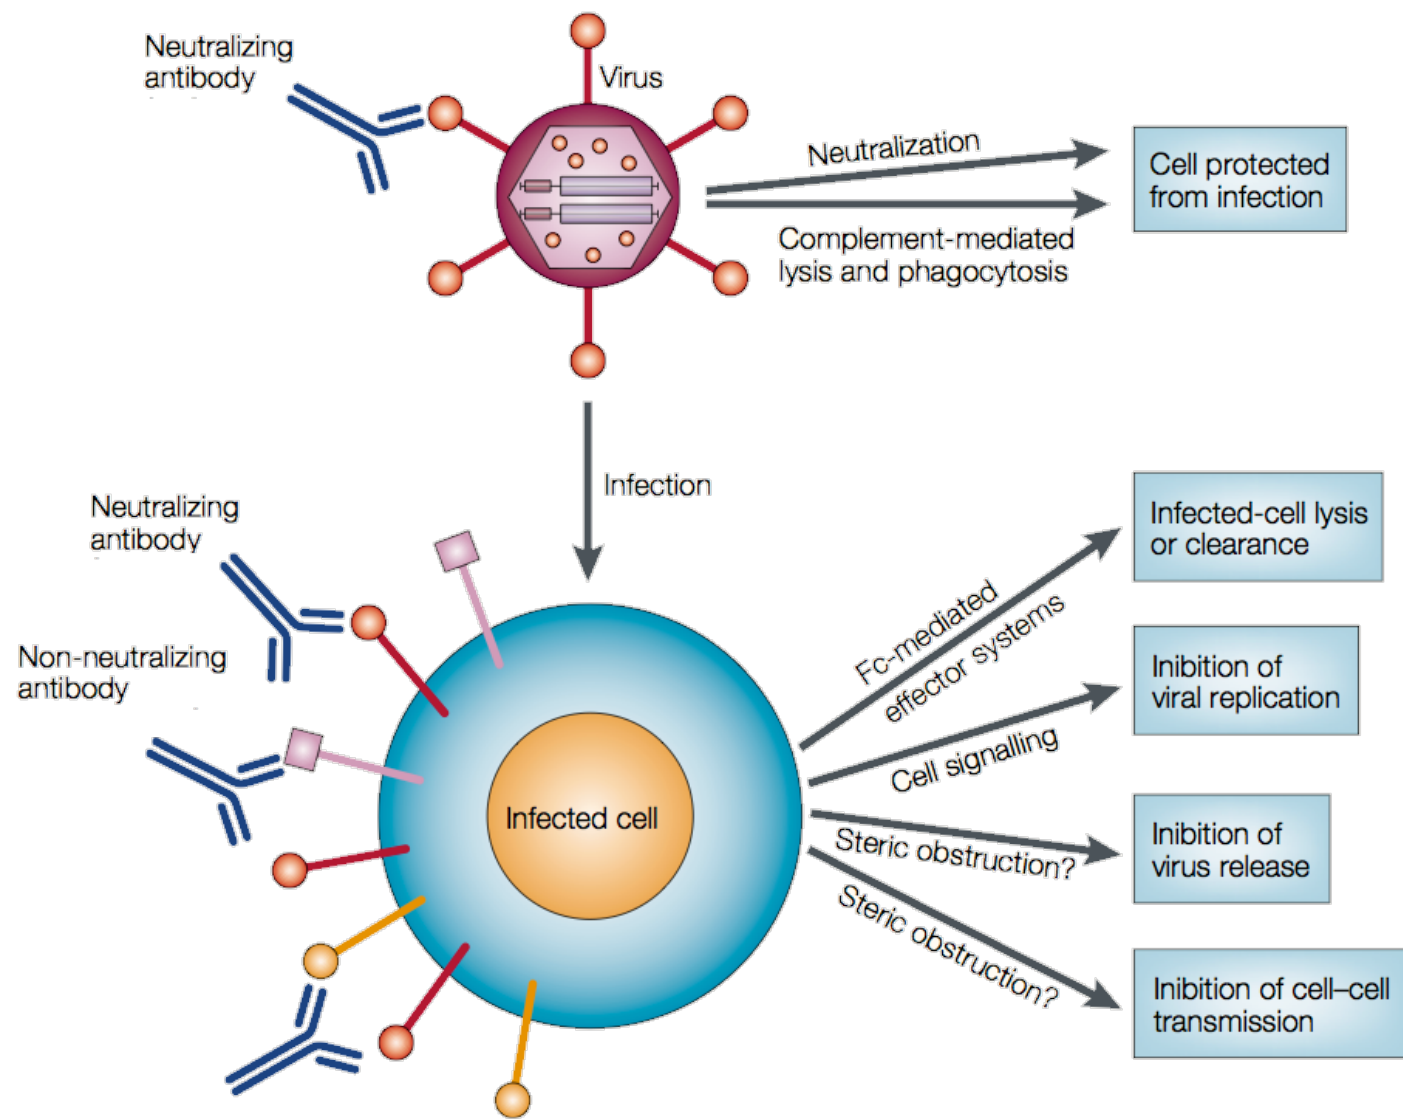 Neutralizing
antibody
Virus
Neutralization
Complement-mediated
lysis and phagocytosis
Cell protected
from infection
Infection
Neutralizing
antibody
Non-neutralizing
antibody
Infected cell
Fc-mediated
effector systems
Infected-cell lysis
or clearance
Cell signalling
Inibition of
viral replication
Steric obstruction?
Inibition of
virus release
Steric obstruction?
Inibition of cell–cell
transmission